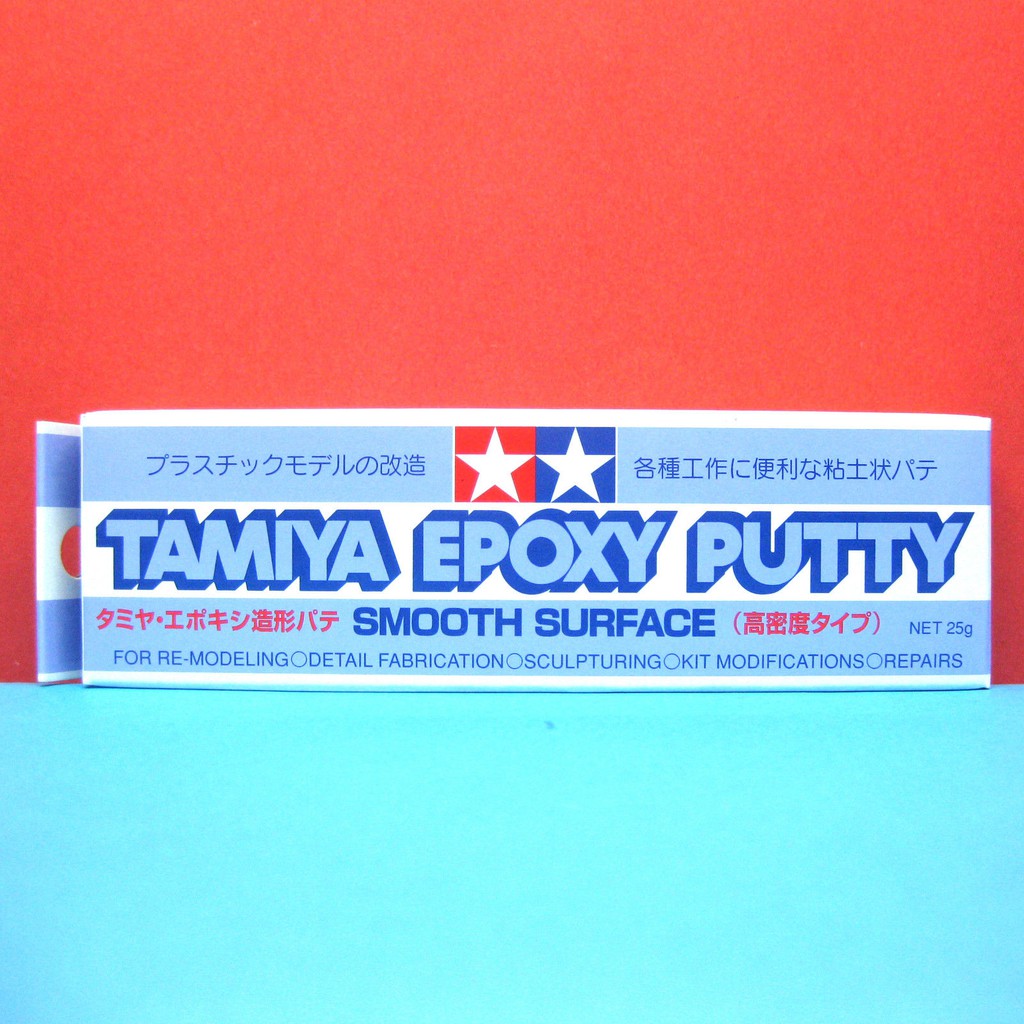 プラスチックモデルの改造 各種工作に便利な粘土状パテ
TAMIYA EPOXY PUTTY
タミヤ・エポキシ造形パテ SMOOTH SURFACE (高密度タイプ) NET 25g
FOR RE-MODELING○DETAIL FABRICATION○SCULPTURING○KIT MODIFICATIONS○REPAIRS